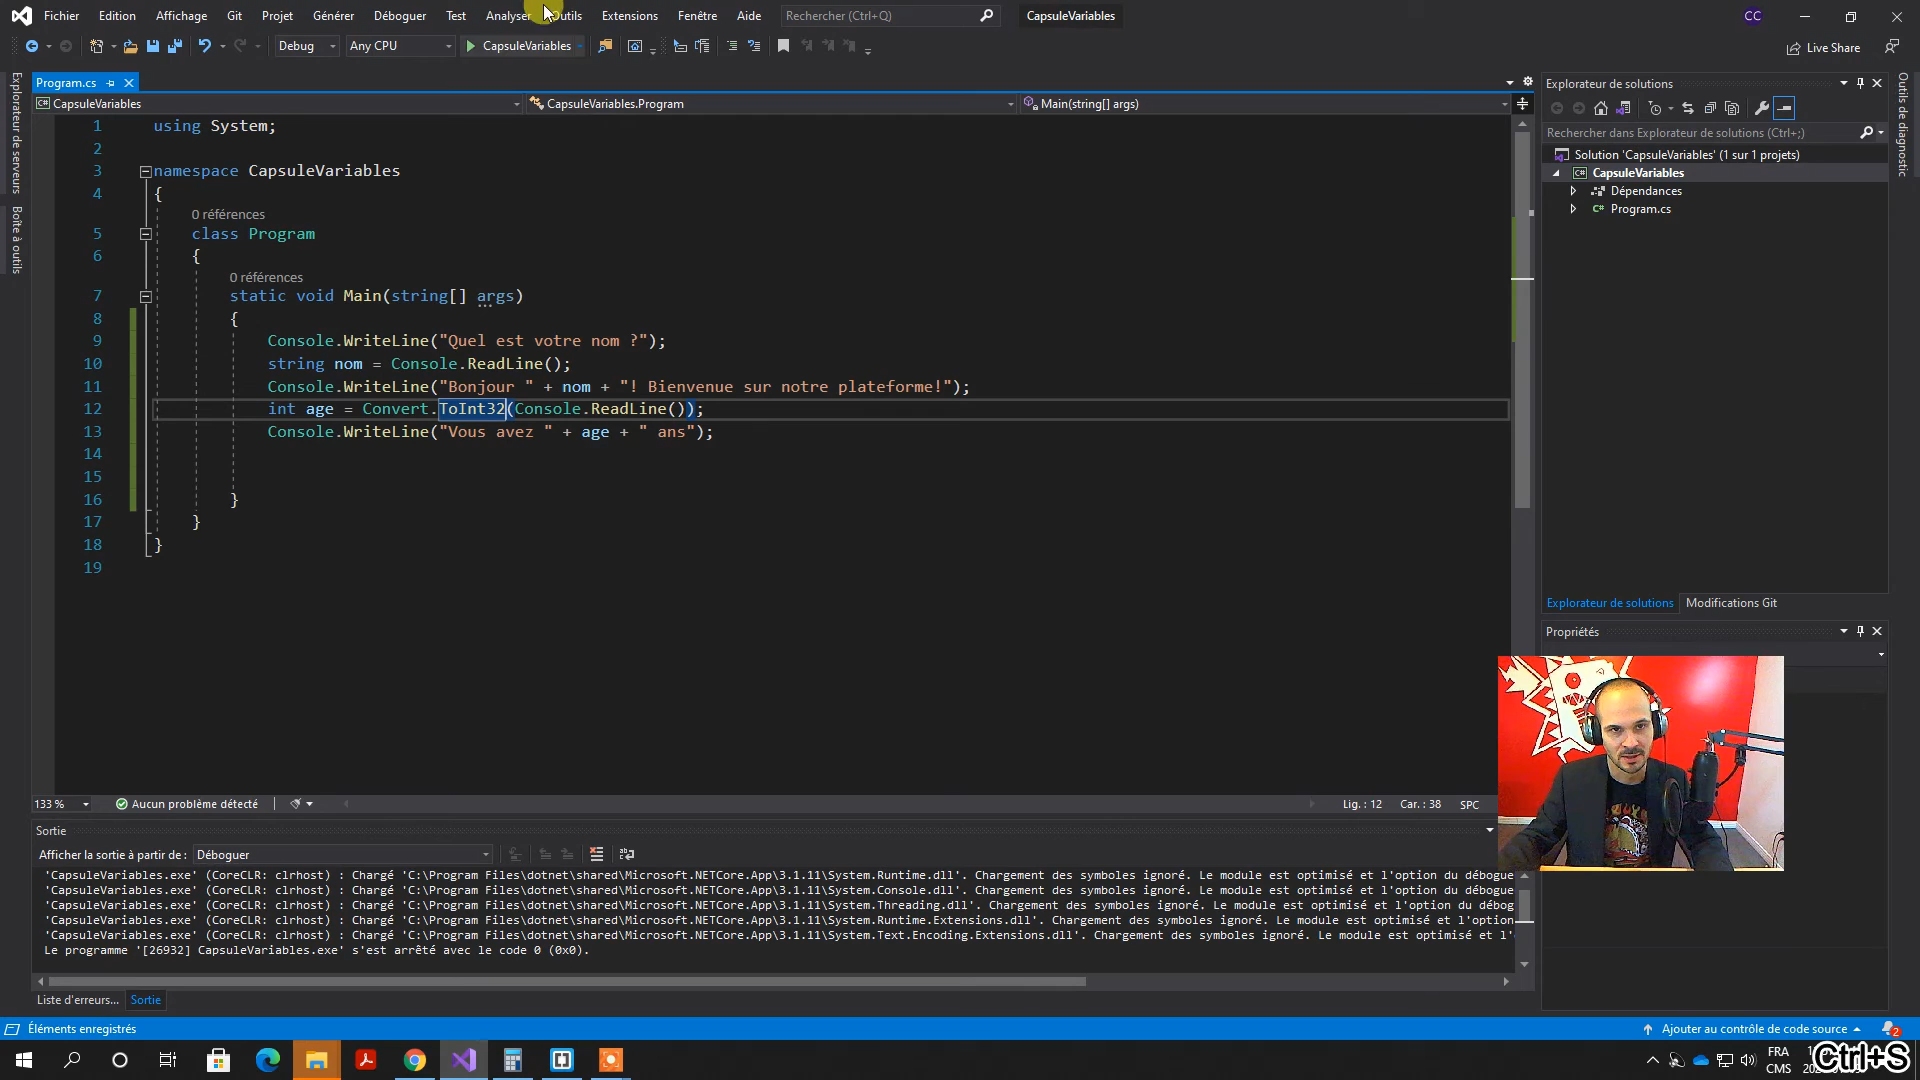 Fichier Edition Affichage Git Projet Générer Déboguer Test Analyser Outils Extensions Fenêtre Aide Rechercher (Ctrl+Q) CapsuleVariables CC
Debug Any CPU CapsuleVariables Live Share
Program.cs
CapsuleVariables CapsuleVariables.Program Main(string[] args)
1 using System;
2
3 namespace CapsuleVariables
4 {
0 références
5 class Program
6 {
0 références
7 static void Main(string[] args)
8 {
9 Console.WriteLine("Quel est votre nom ?");
10 string nom = Console.ReadLine();
11 Console.WriteLine("Bonjour " + nom + "! Bienvenue sur notre plateforme!");
12 int age = Convert.ToInt32(Console.ReadLine());
13 Console.WriteLine("Vous avez " + age + " ans");
14
15
16 }
17 }
18 }
19
Explorateur de serveurs
Boîte à outils
Explorateur de solutions
Rechercher dans Explorateur de solutions (Ctrl+;)
Solution 'CapsuleVariables' (1 sur 1 projets)
CapsuleVariables
Dépendances
Program.cs
Outils de diagnostic
Explorateur de solutions Modifications Git
Propriétés
133 % Aucun problème détecté Lig. : 12 Car. : 38 SPC
Sortie
Afficher la sortie à partir de : Déboguer
'CapsuleVariables.exe' (CoreCLR: clrhost) : Chargé 'C:\Program Files\dotnet\shared\Microsoft.NETCore.App\3.1.11\System.Runtime.dll'. Chargement des symboles ignoré. Le module est optimisé et l'option du débogue
'CapsuleVariables.exe' (CoreCLR: clrhost) : Chargé 'C:\Program Files\dotnet\shared\Microsoft.NETCore.App\3.1.11\System.Console.dll'. Chargement des symboles ignoré. Le module est optimisé et l'option du débogue
'CapsuleVariables.exe' (CoreCLR: clrhost) : Chargé 'C:\Program Files\dotnet\shared\Microsoft.NETCore.App\3.1.11\System.Threading.dll'. Chargement des symboles ignoré. Le module est optimisé et l'option du débog
'CapsuleVariables.exe' (CoreCLR: clrhost) : Chargé 'C:\Program Files\dotnet\shared\Microsoft.NETCore.App\3.1.11\System.Runtime.Extensions.dll'. Chargement des symboles ignoré. Le module est optimisé et l'option
'CapsuleVariables.exe' (CoreCLR: clrhost) : Chargé 'C:\Program Files\dotnet\shared\Microsoft.NETCore.App\3.1.11\System.Text.Encoding.Extensions.dll'. Chargement des symboles ignoré. Le module est optimisé et l'
Le programme '[26932] CapsuleVariables.exe' s'est arrêté avec le code 0 (0x0).
Liste d'erreurs... Sortie
Éléments enregistrés Ajouter au contrôle de code source 2
FRA
CMS
Ctrl+S